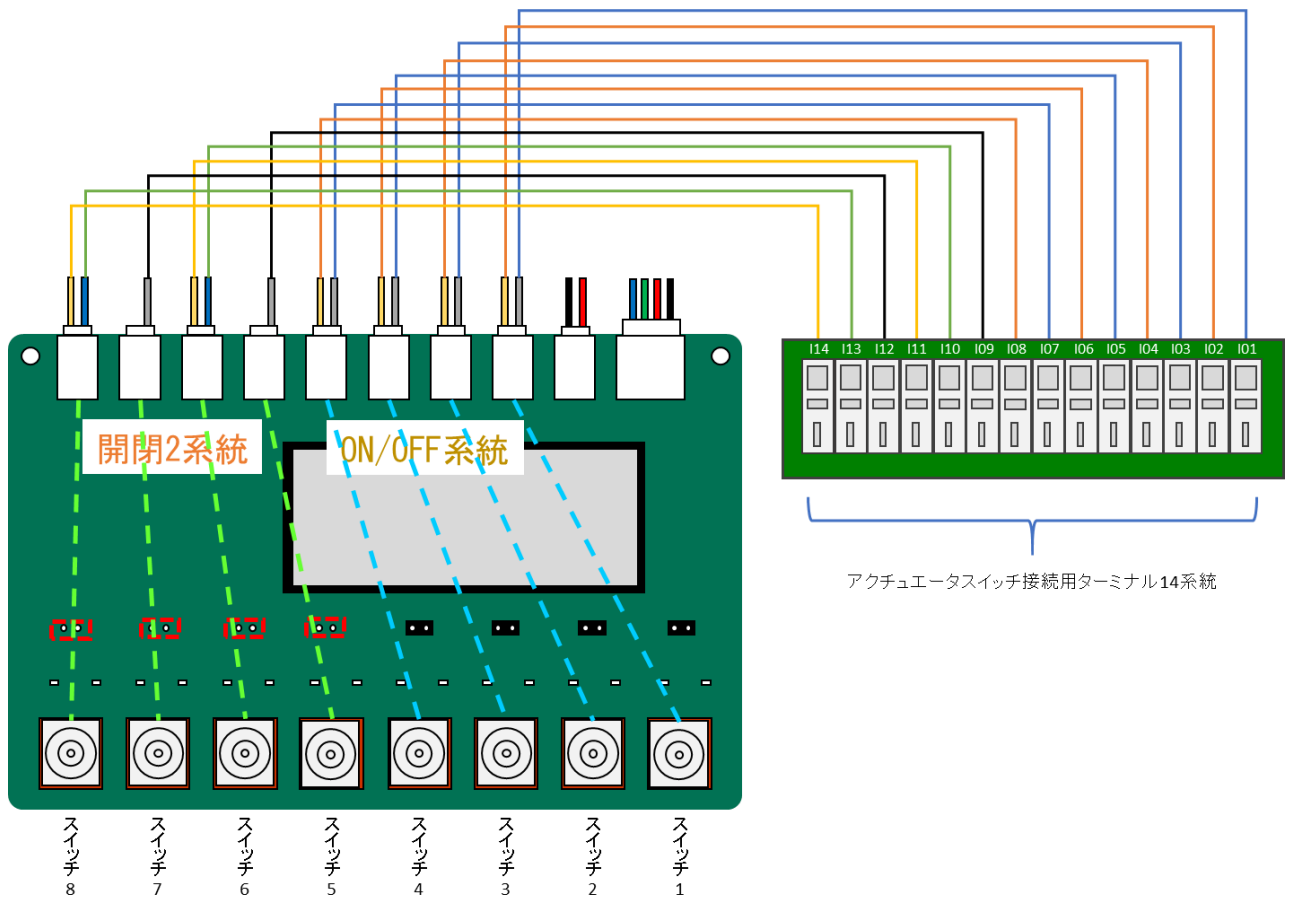 I14 I13 I12 I11 I10 I09 I08 I07 I06 I05 I04 I03 I02 I01
開閉2系統
ON/OFF系統
アクチュエータスイッチ接続用ターミナル14系統
スイッチ8
スイッチ7
スイッチ6
スイッチ5
スイッチ4
スイッチ3
スイッチ2
スイッチ1